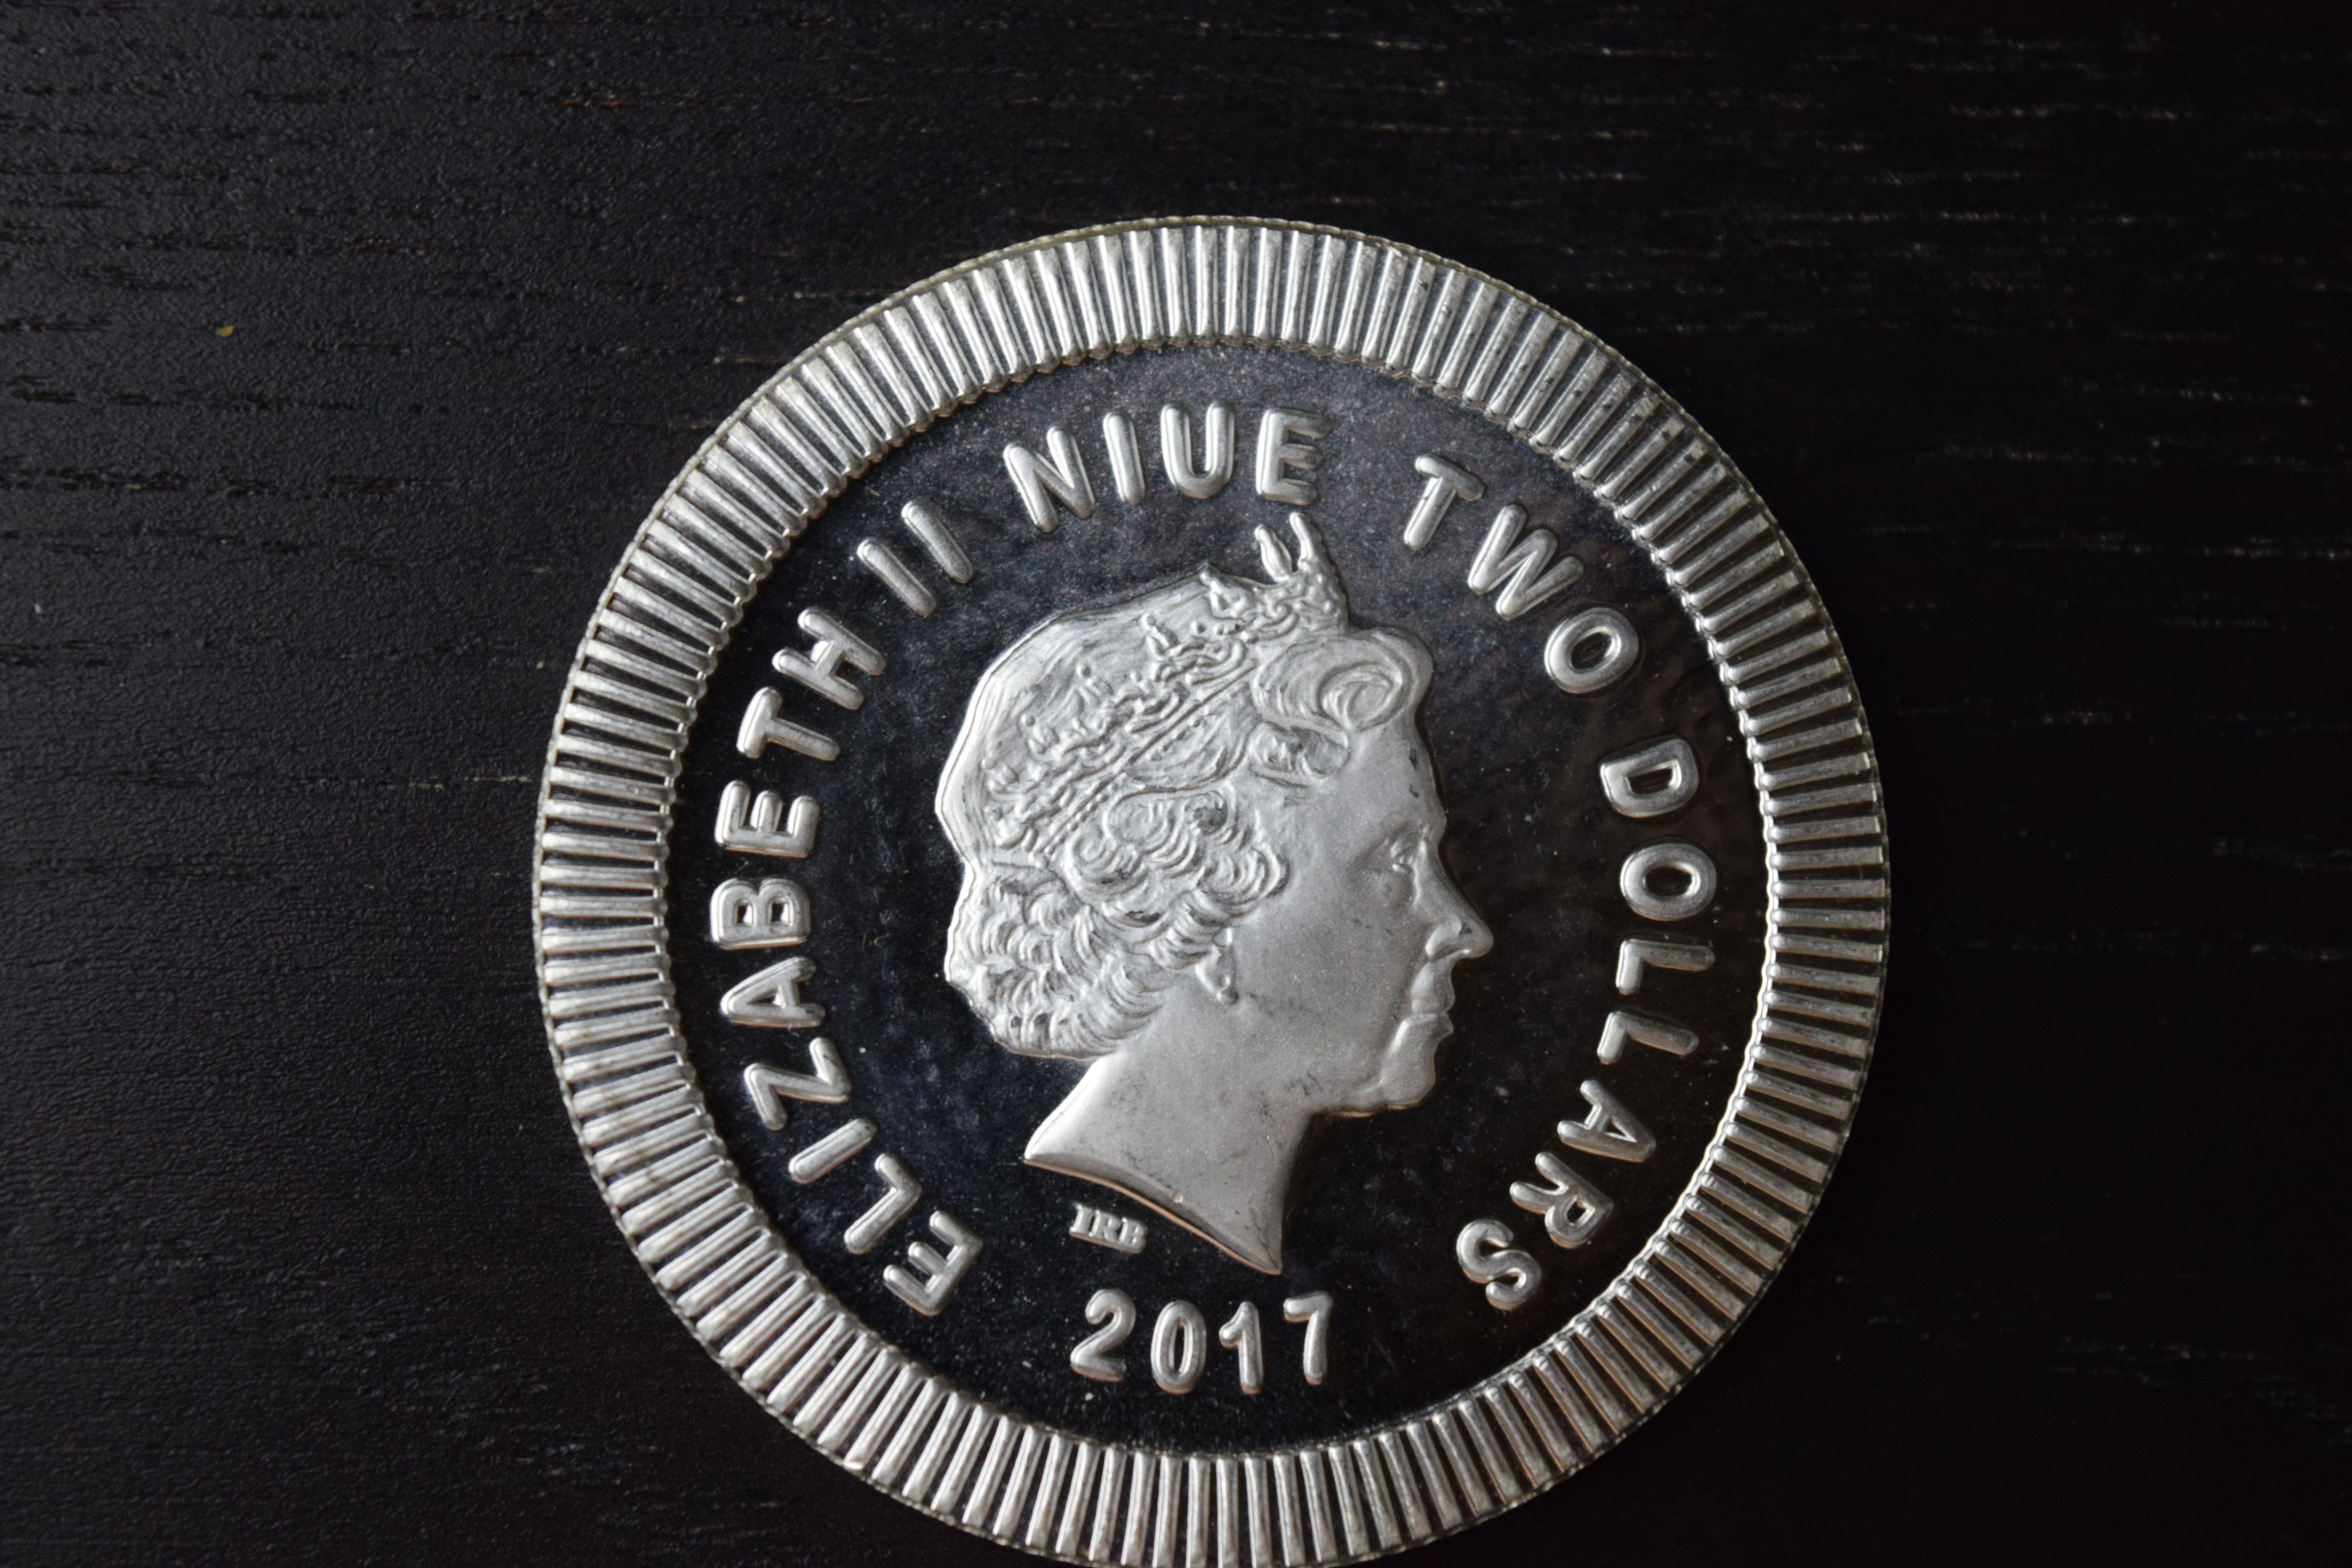 ELIZABETH II NIUE TWO DOLLARS
IRB
2017